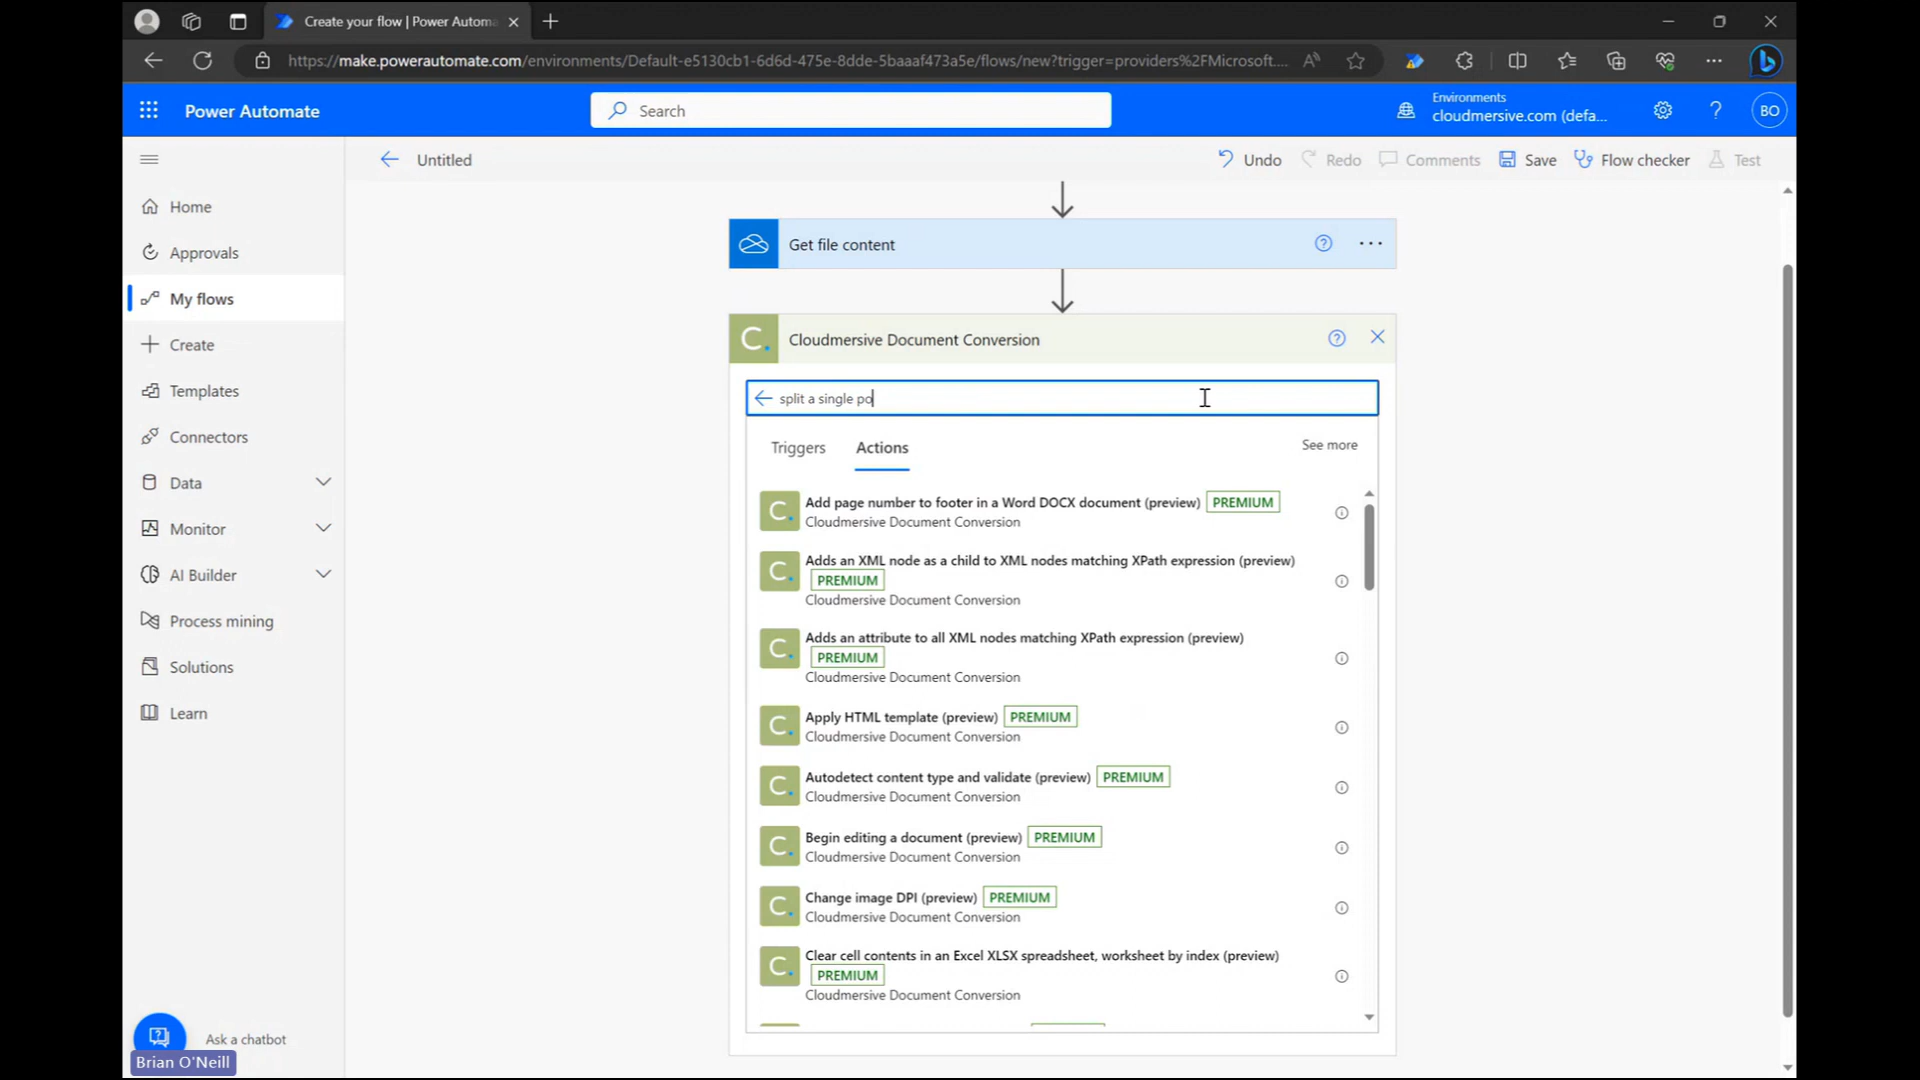 Create your flow | Power Automa
https://make.powerautomate.com/environments/Default-e5130cb1-6d6d-475e-8dde-5baaaf473a5e/flows/new?trigger=providers%2FMicrosoft....
Power Automate
Search
Environments
cloudmersive.com (defa...
BO
Untitled
Undo
Redo
Comments
Save
Flow checker
Test
Home
Approvals
My flows
Create
Templates
Connectors
Data
Monitor
AI Builder
Process mining
Solutions
Learn
Ask a chatbot
Brian O'Neill
Get file content
C.
Cloudmersive Document Conversion
split a single po
Triggers
Actions
See more
C. Add page number to footer in a Word DOCX document (preview) PREMIUM
Cloudmersive Document Conversion
C. Adds an XML node as a child to XML nodes matching XPath expression (preview)
PREMIUM
Cloudmersive Document Conversion
C. Adds an attribute to all XML nodes matching XPath expression (preview)
PREMIUM
Cloudmersive Document Conversion
C. Apply HTML template (preview) PREMIUM
Cloudmersive Document Conversion
C. Autodetect content type and validate (preview) PREMIUM
Cloudmersive Document Conversion
C. Begin editing a document (preview) PREMIUM
Cloudmersive Document Conversion
C. Change image DPI (preview) PREMIUM
Cloudmersive Document Conversion
C. Clear cell contents in an Excel XLSX spreadsheet, worksheet by index (preview)
PREMIUM
Cloudmersive Document Conversion